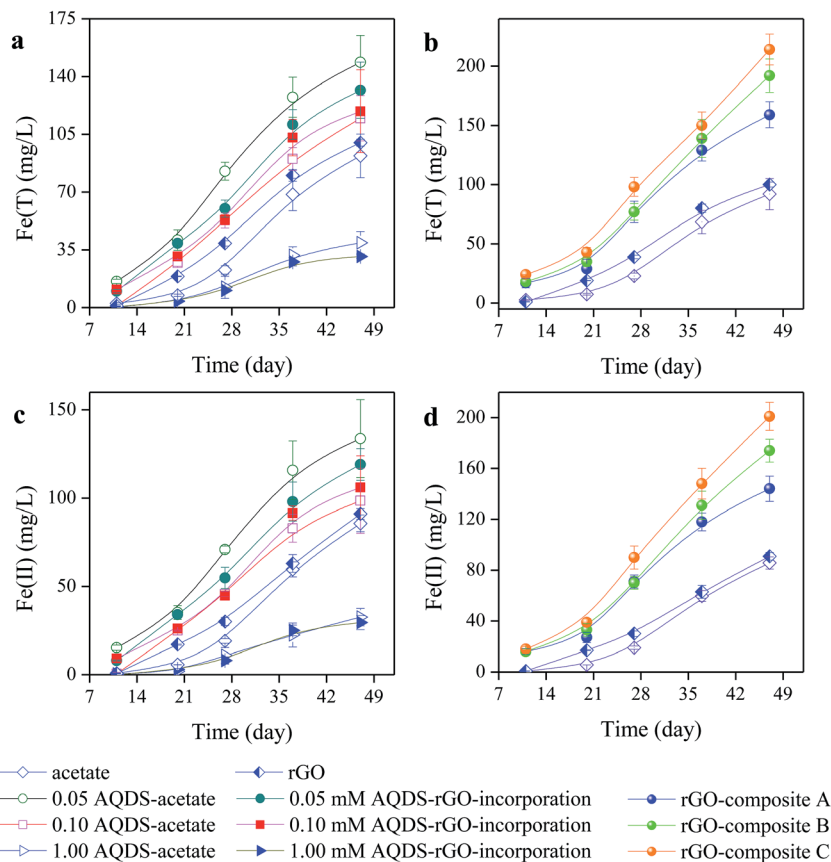 a
Fe(T) (mg/L)
175
140
105
70
35
0
7 14 21 28 35 42 49
Time (day)
b
Fe(T) (mg/L)
200
150
100
50
0
7 14 21 28 35 42 49
Time (day)
c
Fe(II) (mg/L)
150
100
50
0
7 14 21 28 35 42 49
Time (day)
d
Fe(II) (mg/L)
200
160
120
80
40
0
7 14 21 28 35 42 49
Time (day)
acetate
0.05 AQDS-acetate
0.10 AQDS-acetate
1.00 AQDS-acetate
rGO
0.05 mM AQDS-rGO-incorporation
0.10 mM AQDS-rGO-incorporation
1.00 mM AQDS-rGO-incorporation
rGO-composite A
rGO-composite B
rGO-composite C